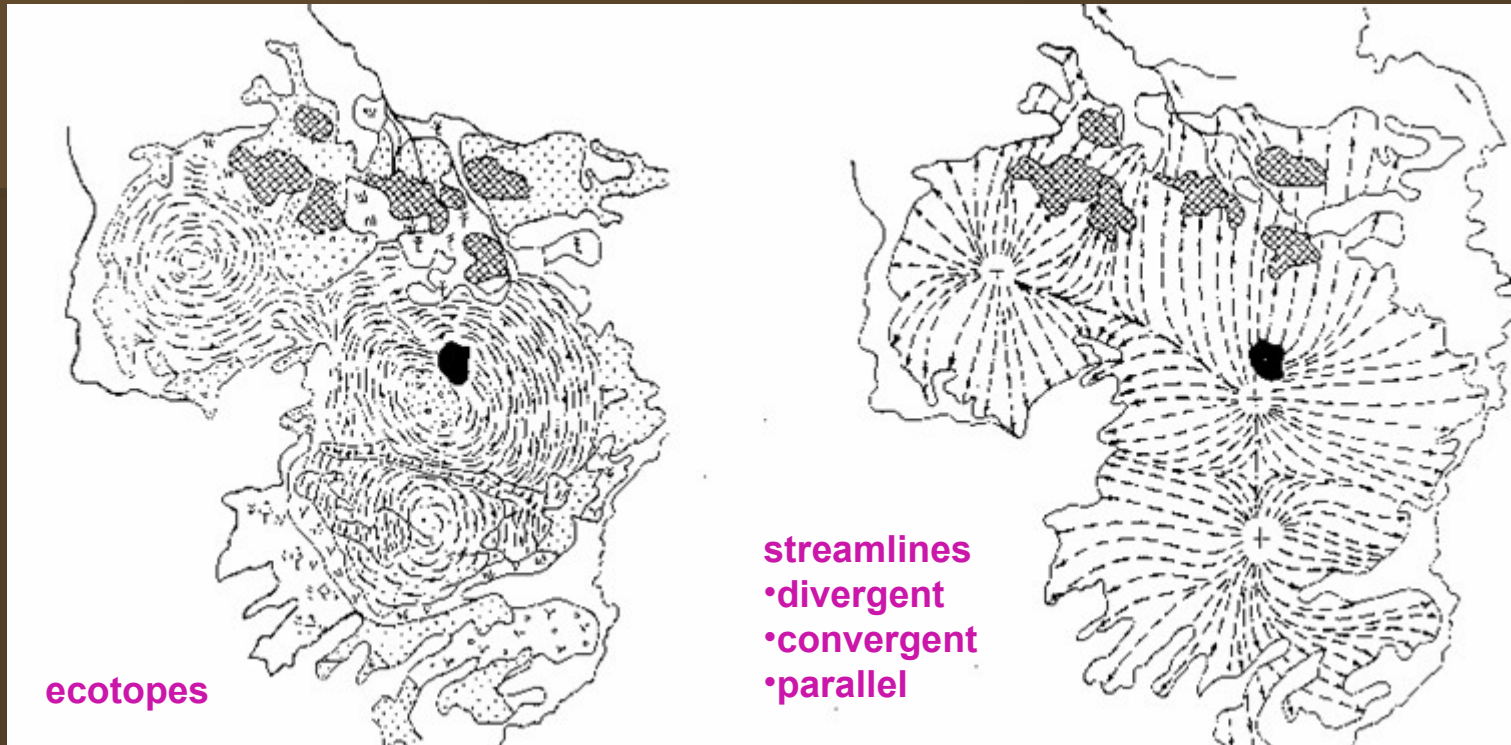 ecotopes
streamlines
•divergent
•convergent
•parallel